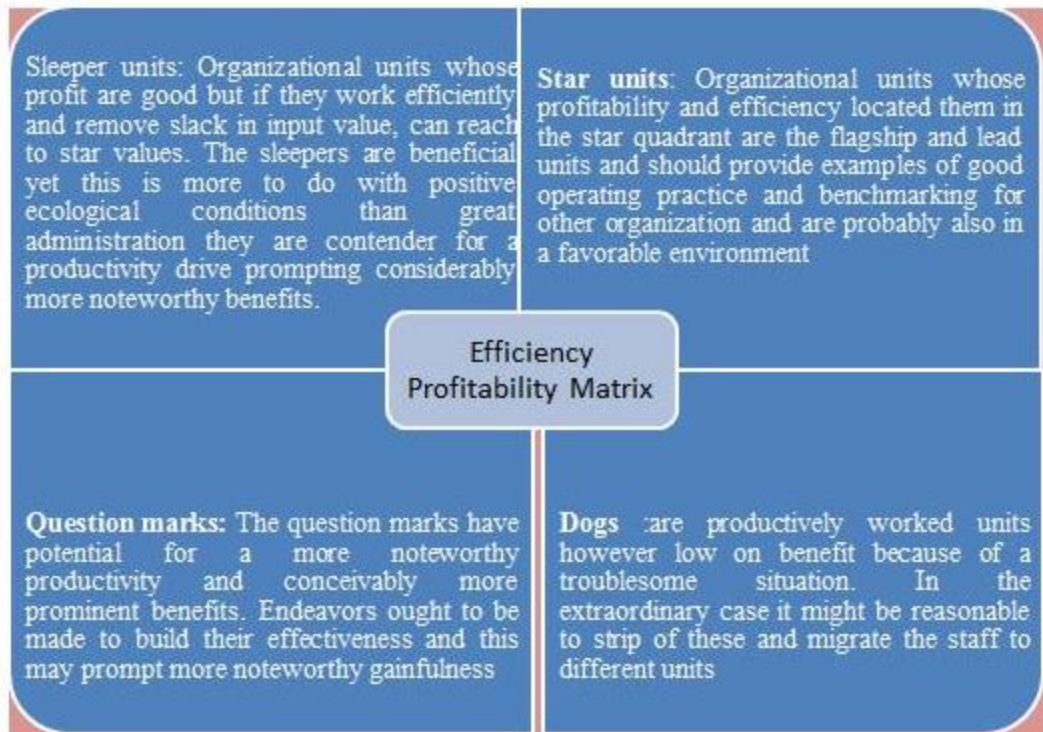 Sleeper units: Organizational units whose
profit are good but if they work efficiently
and remove slack in input value, can reach
to star values. The sleepers are beneficial
yet this is more to do with positive
ecological conditions than great
administration they are contender for a
productivity drive prompting considerably
more noteworthy benefits.
Star units: Organizational units whose
profitability and efficiency located them in
the star quadrant are the flagship and lead
units and should provide examples of good
operating practice and benchmarking for
other organization and are probably also in
a favorable environment
Efficiency
Profitability Matrix
Question marks: The question marks have
potential for a more noteworthy
productivity and conceivably more
prominent benefits. Endeavors ought to be
made to build their effectiveness and this
may prompt more noteworthy gainfulness
Dogs :are productively worked units
however low on benefit because of a
troublesome situation. In the
extraordinary case it might be reasonable
to strip of these and migrate the staff to
different units